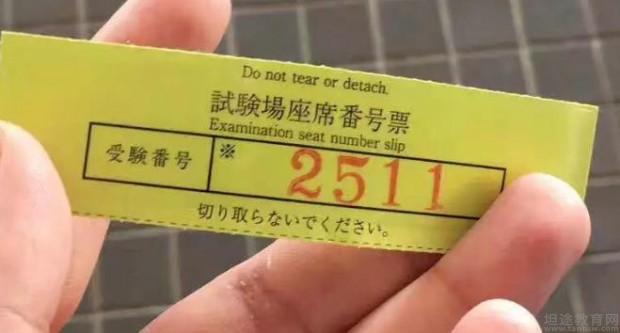 Do not tear or detach.
試験場座席番号票
Examination seat number slip
受験番号 ※ 2511
切り取らないでください。
坦途教育网